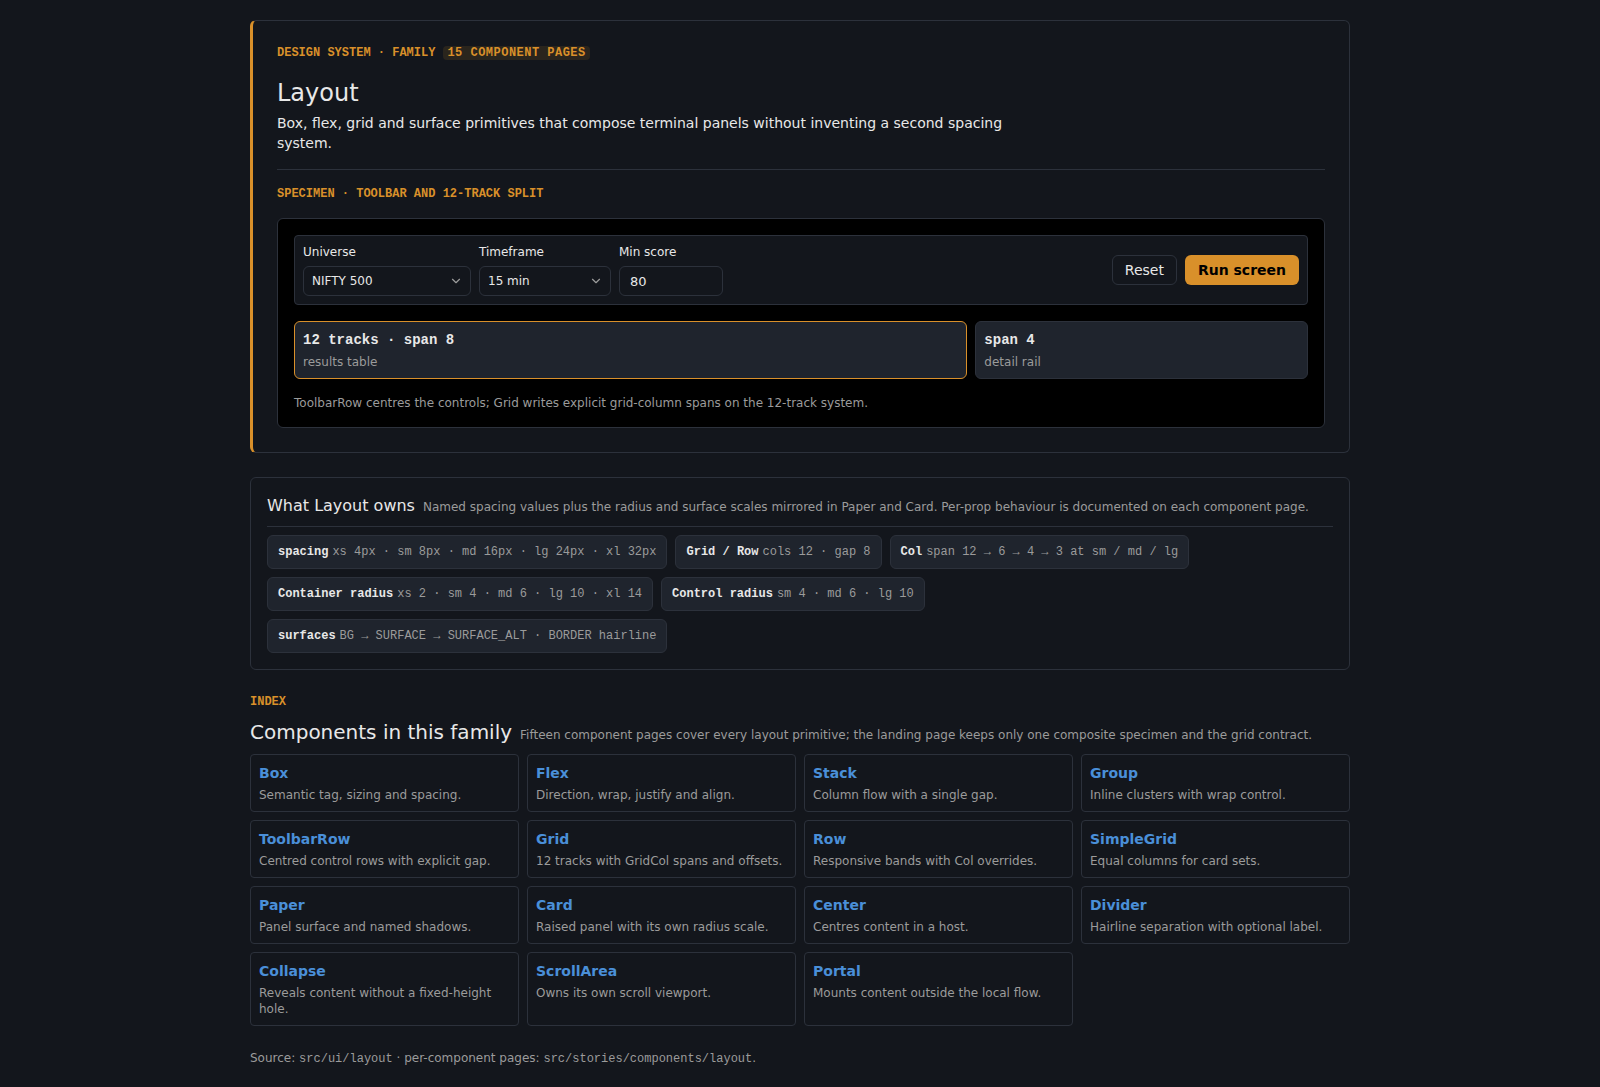 DESIGN SYSTEM · FAMILY 15 COMPONENT PAGES
Layout
Box, flex, grid and surface primitives that compose terminal panels without inventing a second spacing
system.
SPECIMEN · TOOLBAR AND 12-TRACK SPLIT
Universe Timeframe Min score
NIFTY 500 15 min 80 Reset Run screen
12 tracks · span 8 span 4
results table detail rail
ToolbarRow centres the controls; Grid writes explicit grid-column spans on the 12-track system.
What Layout owns Named spacing values plus the radius and surface scales mirrored in Paper and Card. Per-prop behaviour is documented on each component page.
spacing xs 4px · sm 8px · md 16px · lg 24px · xl 32px Grid / Row cols 12 · gap 8 Col span 12 → 6 → 4 → 3 at sm / md / lg
Container radius xs 2 · sm 4 · md 6 · lg 10 · xl 14 Control radius sm 4 · md 6 · lg 10
surfaces BG → SURFACE → SURFACE_ALT · BORDER hairline
INDEX
Components in this family Fifteen component pages cover every layout primitive; the landing page keeps only one composite specimen and the grid contract.
Box Flex Stack Group
Semantic tag, sizing and spacing. Direction, wrap, justify and align. Column flow with a single gap. Inline clusters with wrap control.
ToolbarRow Grid Row SimpleGrid
Centred control rows with explicit gap. 12 tracks with GridCol spans and offsets. Responsive bands with Col overrides. Equal columns for card sets.
Paper Card Center Divider
Panel surface and named shadows. Raised panel with its own radius scale. Centres content in a host. Hairline separation with optional label.
Collapse ScrollArea Portal
Reveals content without a fixed-height Owns its own scroll viewport. Mounts content outside the local flow.
hole.
Source: src/ui/layout · per-component pages: src/stories/components/layout.